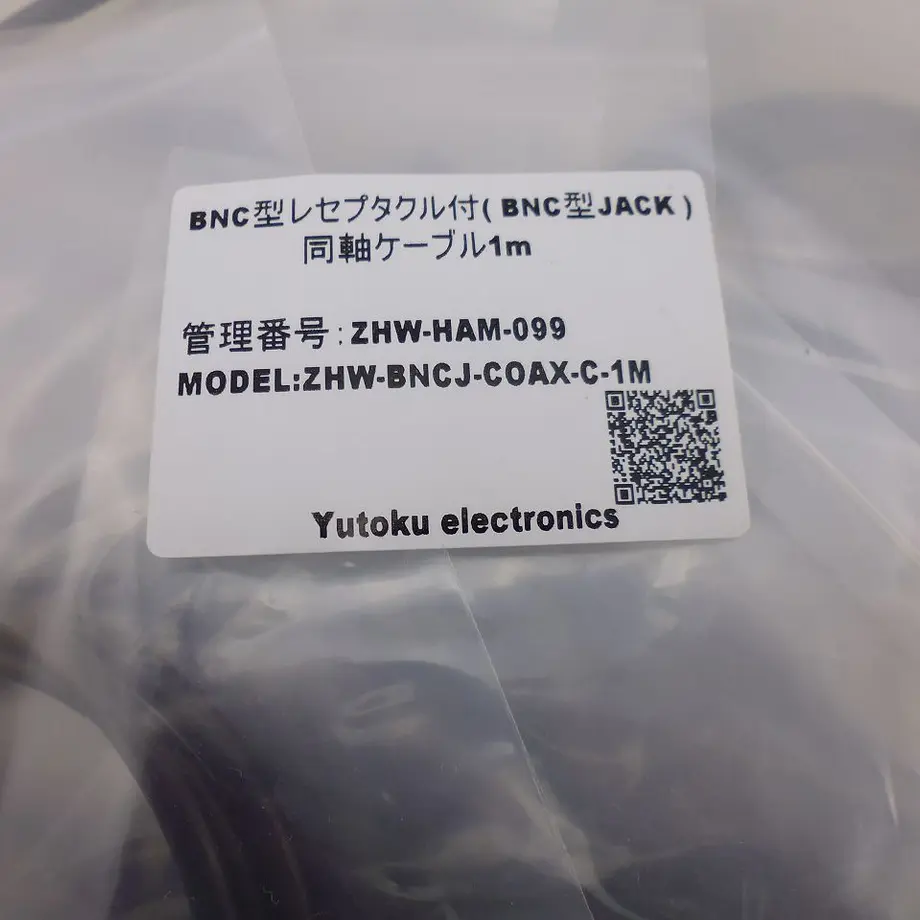 BNC型レセプタクル付( BNC型JACK )
同軸ケーブル1m
管理番号:ZHW-HAM-099
MODEL:ZHW-BNCJ-COAX-C-1M
Yutoku electronics